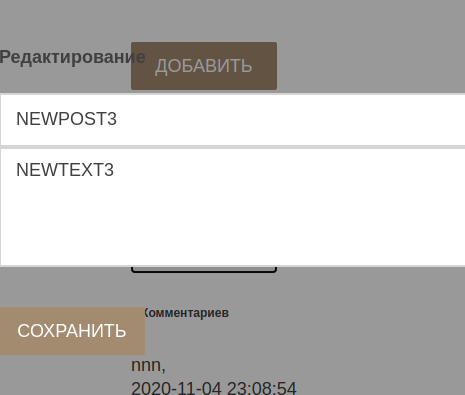 Редактирование
ДОБАВИТЬ
NEWPOST3
NEWTEXT3
Комментариев
СОХРАНИТЬ
nnn,
2020-11-04 23:08:54